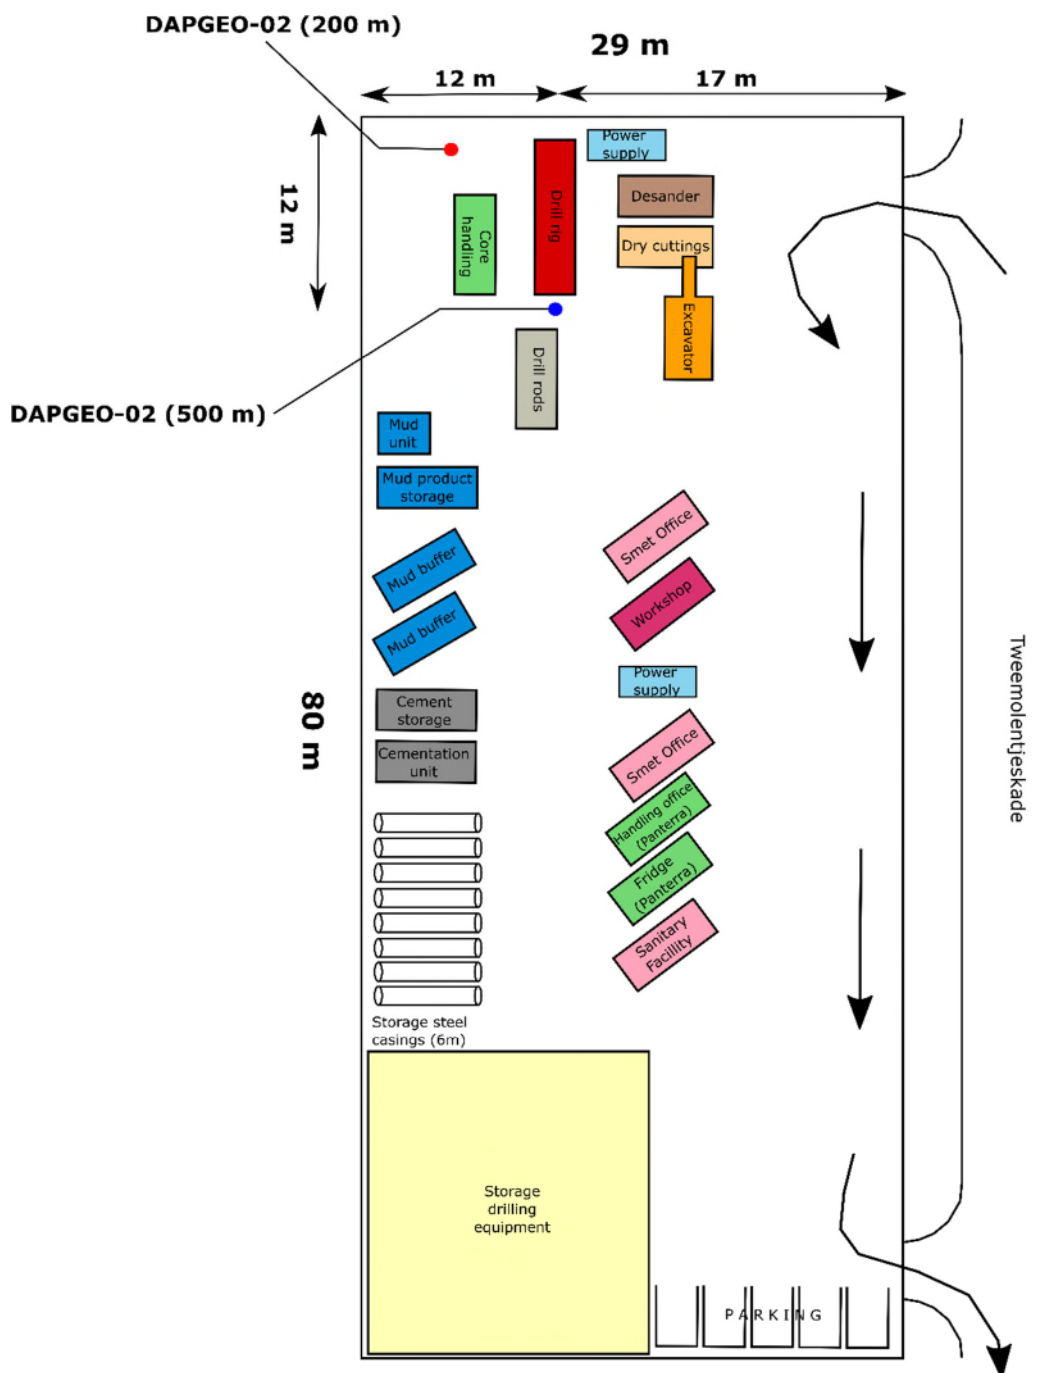 DAPGEO-02 (200 m)
29 m
12 m
17 m
12 m
Power
supply
Desander
Drill rig
Core
handling
Dry cuttings
Excavator
Drill rods
DAPGEO-02 (500 m)
Mud
unit
Mud product
storage
Mud buffer
Mud buffer
Smet Office
Workshop
Power
supply
Cement
storage
Cementation
unit
80 m
Tweemolentjeskade
Smet Office
Handling office
(Panterra)
Fridge
(Panterra)
Sanitary
Facillity
Storage steel
casings (6m)
Storage
drilling
equipment
PARKING